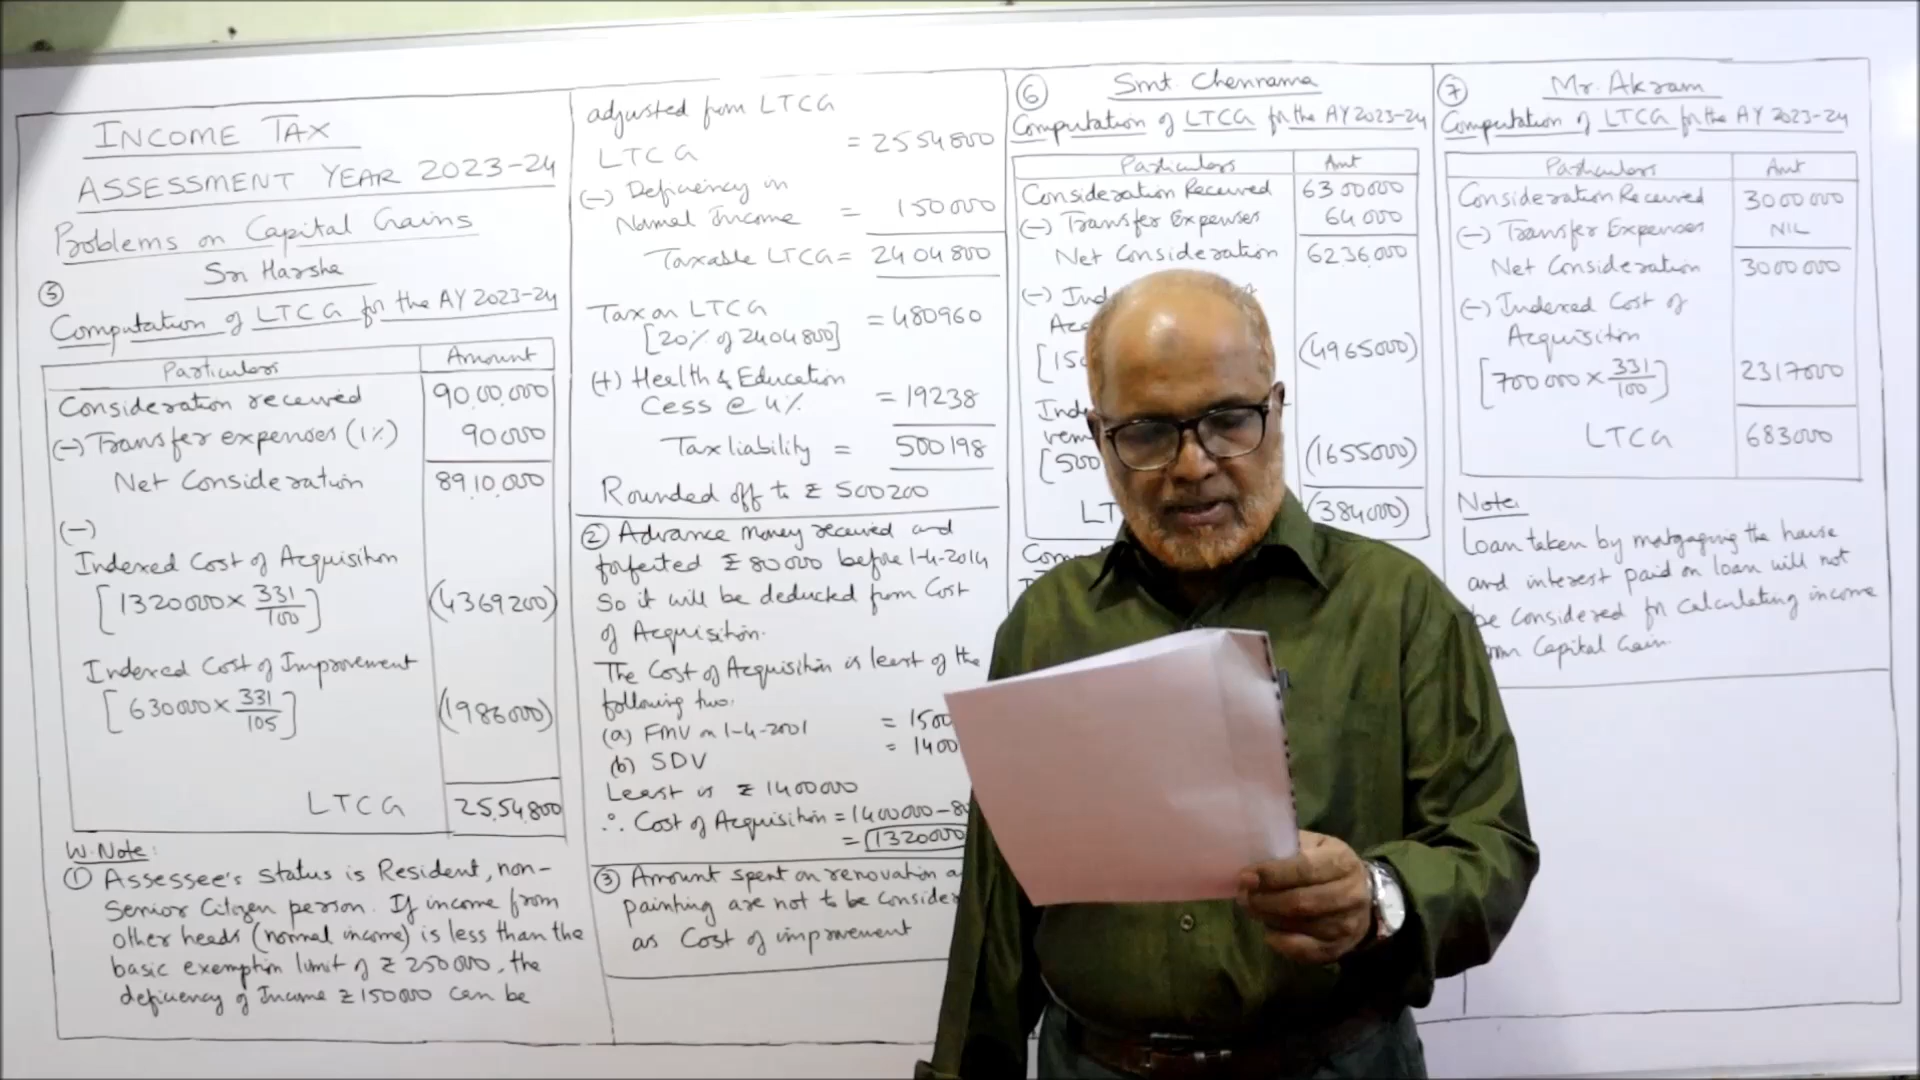 INCOME TAX
ASSESSMENT YEAR 2023-24
Problems on Capital Gains
⑤ Sri Harsha
Computation of LTCG for the AY 2023-24
Particulars Amount
Consideration received 90,00,000
(-) Transfer expenses (1%) 90000
Net Consideration 89,10,000
(-)
Indexed Cost of Acquisition
[1320000 × 331/100] (4369200)
Indexed Cost of Improvement
[630000 × 331/105] (1986000)
LTCG 25,54,800
W. Note:
① Assessee's status is Resident, non-
Senior Citizen person. If income from
other heads (normal income) is less than the
basic exemption limit of ₹ 250000, the
deficiency of Income ₹ 150000 can be
adjusted from LTCG
LTCG = 2554800
(-) Deficiency in
Normal Income = 150000
Taxable LTCG = 2404800
Tax on LTCG
[20% of 2404800] = 480960
(+) Health & Education
Cess @ 4% = 19238
Tax liability = 500198
Rounded off to ₹ 500200
② Advance Money received and
forfeited ₹ 80000 before 1-4-2014
So it will be deducted from Cost
of Acquisition.
The Cost of Acquisition is least of the
following two.
(a) FMV on 1-4-2001 = 1500
(b) SDV = 1400
Least is ₹ 1400000
∴ Cost of Acquisition = 1400000 - 80
= 1320000
③ Amount spent on renovation a
painting are not to be consider
as Cost of improvement
⑥ Smt. Chennama
Computation of LTCG for the AY 2023-24
Particulars Amt
Consideration Received 6300000
(-) Transfer Expenses 64000
Net Consideration 6236000
(-) Ind
Acq
[150 (4965000)
Inde
[500 (1655000)
LT (384000)
Com
⑦ Mr. Akram
Computation of LTCG for the AY 2023-24
Particulars Amt
Consideration Received 3000000
(-) Transfer Expenses NIL
Net Consideration 3000000
(-) Indexed Cost of
Acquisition
[700000 × 331/100] 2317000
LTCG 683000
Note:
Loan taken by mortgaging the house
and interest paid on loan will not
be considered for calculating income
Capital Gain.